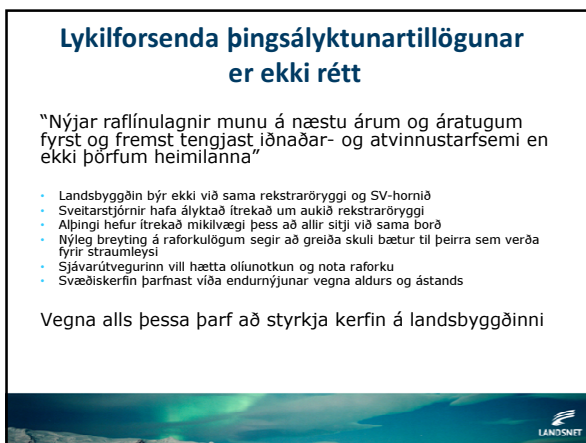 Lykilforsenda þingsályktunartillögunar
er ekki rétt
“Nýjar raflínulagnir munu á næstu árum og áratugum
fyrst og fremst tengjast iðnaðar- og atvinnustarfsemi en
ekki þörfum heimilanna”
• Landsbyggðin býr ekki við sama rekstraröryggi og SV-hornið
• Sveitarstjórnir hafa ályktað ítrekað um aukið rekstraröryggi
• Alþingi hefur ítrekað mikilvægi þess að allir sitji við sama borð
• Nýleg breyting á raforkulögum segir að greiða skuli bætur til þeirra sem verða
fyrir straumleysi
• Sjávarútvegurinn vill hætta olíunotkun og nota raforku
• Svæðiskerfin þarfnast víða endurnýjunar vegna aldurs og ástands
Vegna alls þessa þarf að styrkja kerfin á landsbyggðinni
LANDSNET